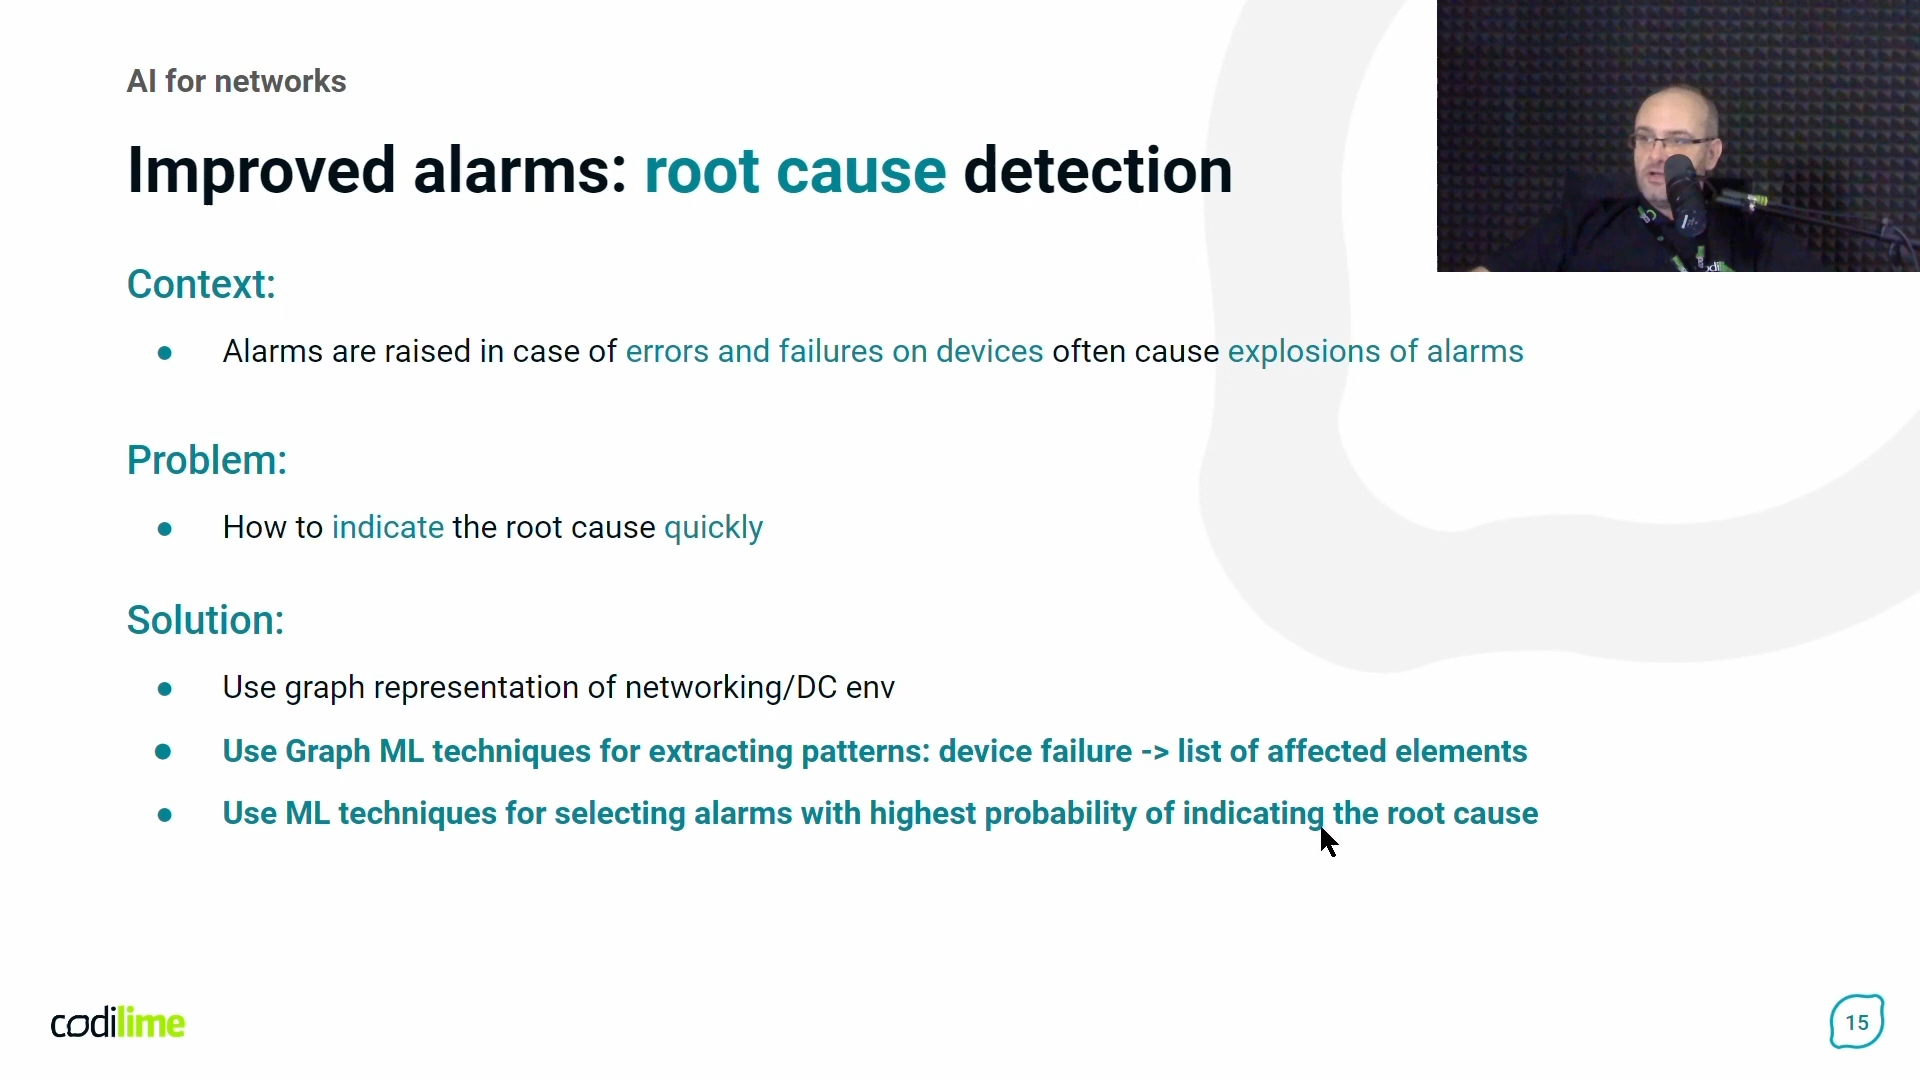 AI for networks
Improved alarms: root cause detection
Context:
● Alarms are raised in case of errors and failures on devices often cause explosions of alarms
Problem:
● How to indicate the root cause quickly
Solution:
● Use graph representation of networking/DC env
● Use Graph ML techniques for extracting patterns: device failure -> list of affected elements
● Use ML techniques for selecting alarms with highest probability of indicating the root cause
codilime
15